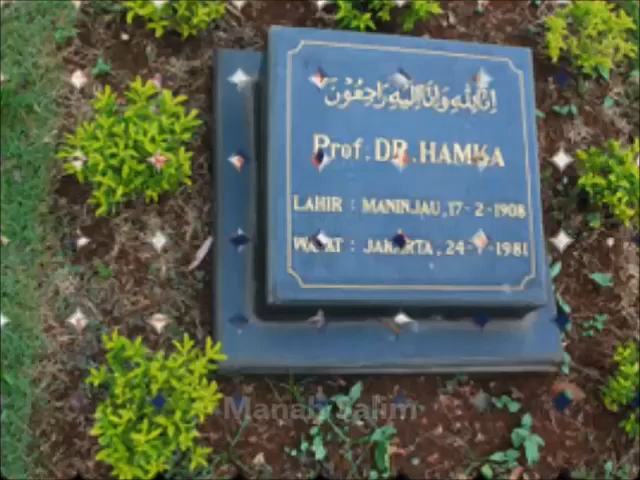 إنا لله وإنا إليه راجعون
Prof. DR. HAMKA
LAHIR : MANINJAU, 17-2-1908
WAFAT : JAKARTA, 24-7-1981
Manab Salim